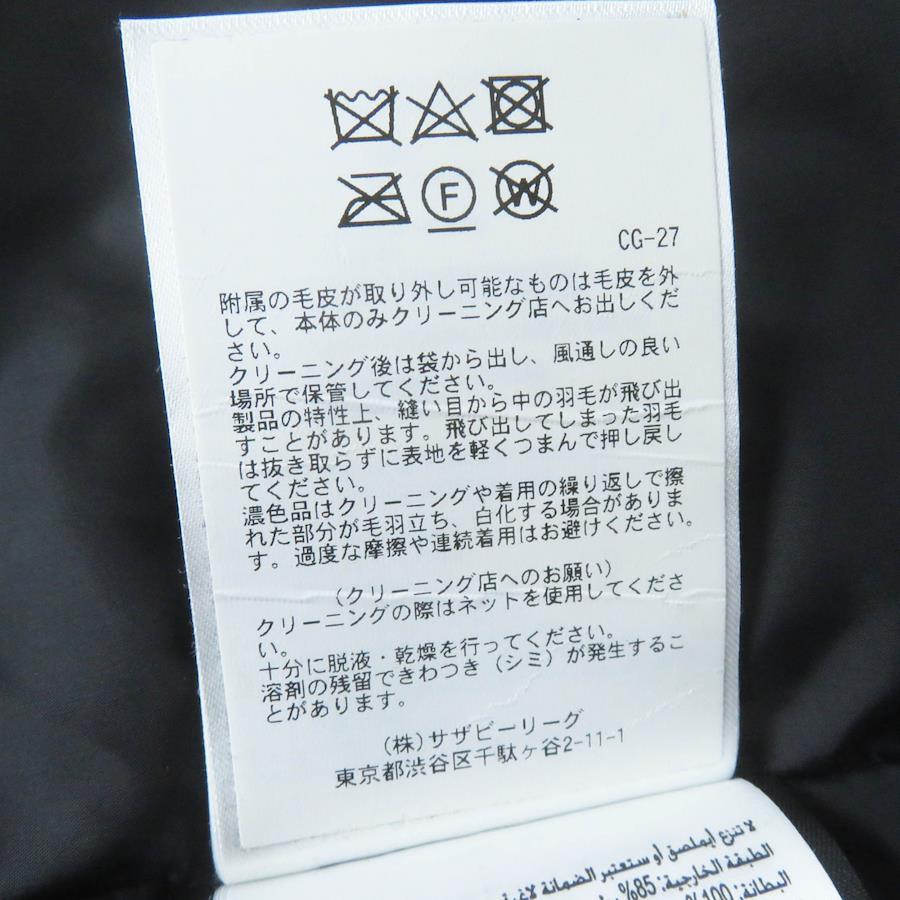 F
W
CG-27
附属の毛皮が取り外し可能なものは毛皮を外
して、本体のみクリーニング店へお出しくだ
さい。
クリーニング後は袋から出し、風通しの良い
場所で保管してください。
製品の特性上、縫い目から中の羽毛が飛び出
すことがあります。飛び出してしまった羽毛
は抜き取らずに表地を軽くつまんで押し戻し
てください。
濃色品はクリーニングや着用の繰り返しで擦
れた部分が毛羽立ち、白化する場合がありま
す。過度な摩擦や連続着用はお避けください。
(クリーニング店へのお願い)
クリーニングの際はネットを使用してくださ
い。
十分に脱液・乾燥を行ってください。
溶剤の残留できわつき(シミ)が発生するこ
とがあります。
(株)サザビーリーグ
東京都渋谷区千駄ヶ谷2-11-1
لا تنزع أيملصق أو ستعتبر الضمانة لاغية
الطبقة الخارجية: 85%
البطانة: 100%